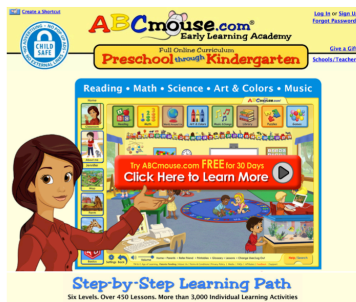 Create a Shortcut
ABCmouse.com®
Early Learning Academy
Log In or Sign U
Forgot Password
CHILD
SAFE
Full Online Curriculum
Preschool through Kindergarten
Give a Gif
Schools/Teacher
Reading • Math • Science • Art & Colors • Music
ABCmouse.com
Try ABCmouse.com FREE for 30 Days
Click Here to Learn More
Step-by-Step Learning Path
Six Levels. Over 450 Lessons. More than 3,000 Individual Learning Activities